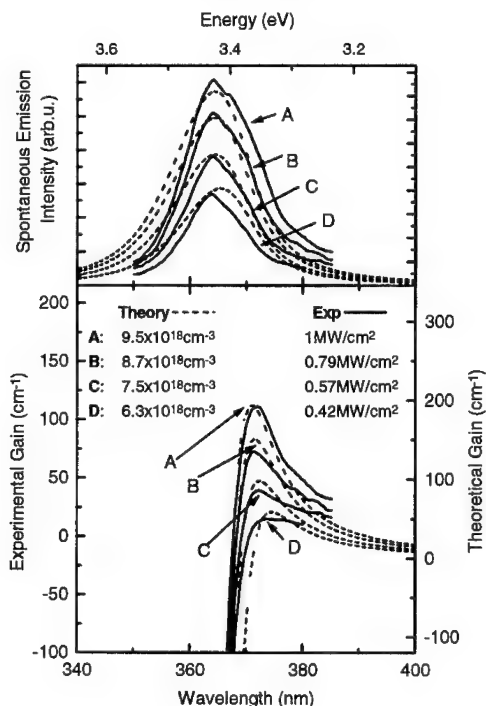 Energy (eV)
3.6 3.4 3.2
Spontaneous Emission
Intensity (arb.u.)
A
B
C
D
200
150
100
50
0
-50
-100
Experimental Gain (cm-1)
Theory Exp
A: 9.5x10¹⁸cm⁻³ 1MW/cm²
B: 8.7x10¹⁸cm⁻³ 0.79MW/cm²
C: 7.5x10¹⁸cm⁻³ 0.57MW/cm²
D: 6.3x10¹⁸cm⁻³ 0.42MW/cm²
A
B
C
D
300
200
100
0
-100
Theoretical Gain (cm-1)
340 360 380 400
Wavelength (nm)